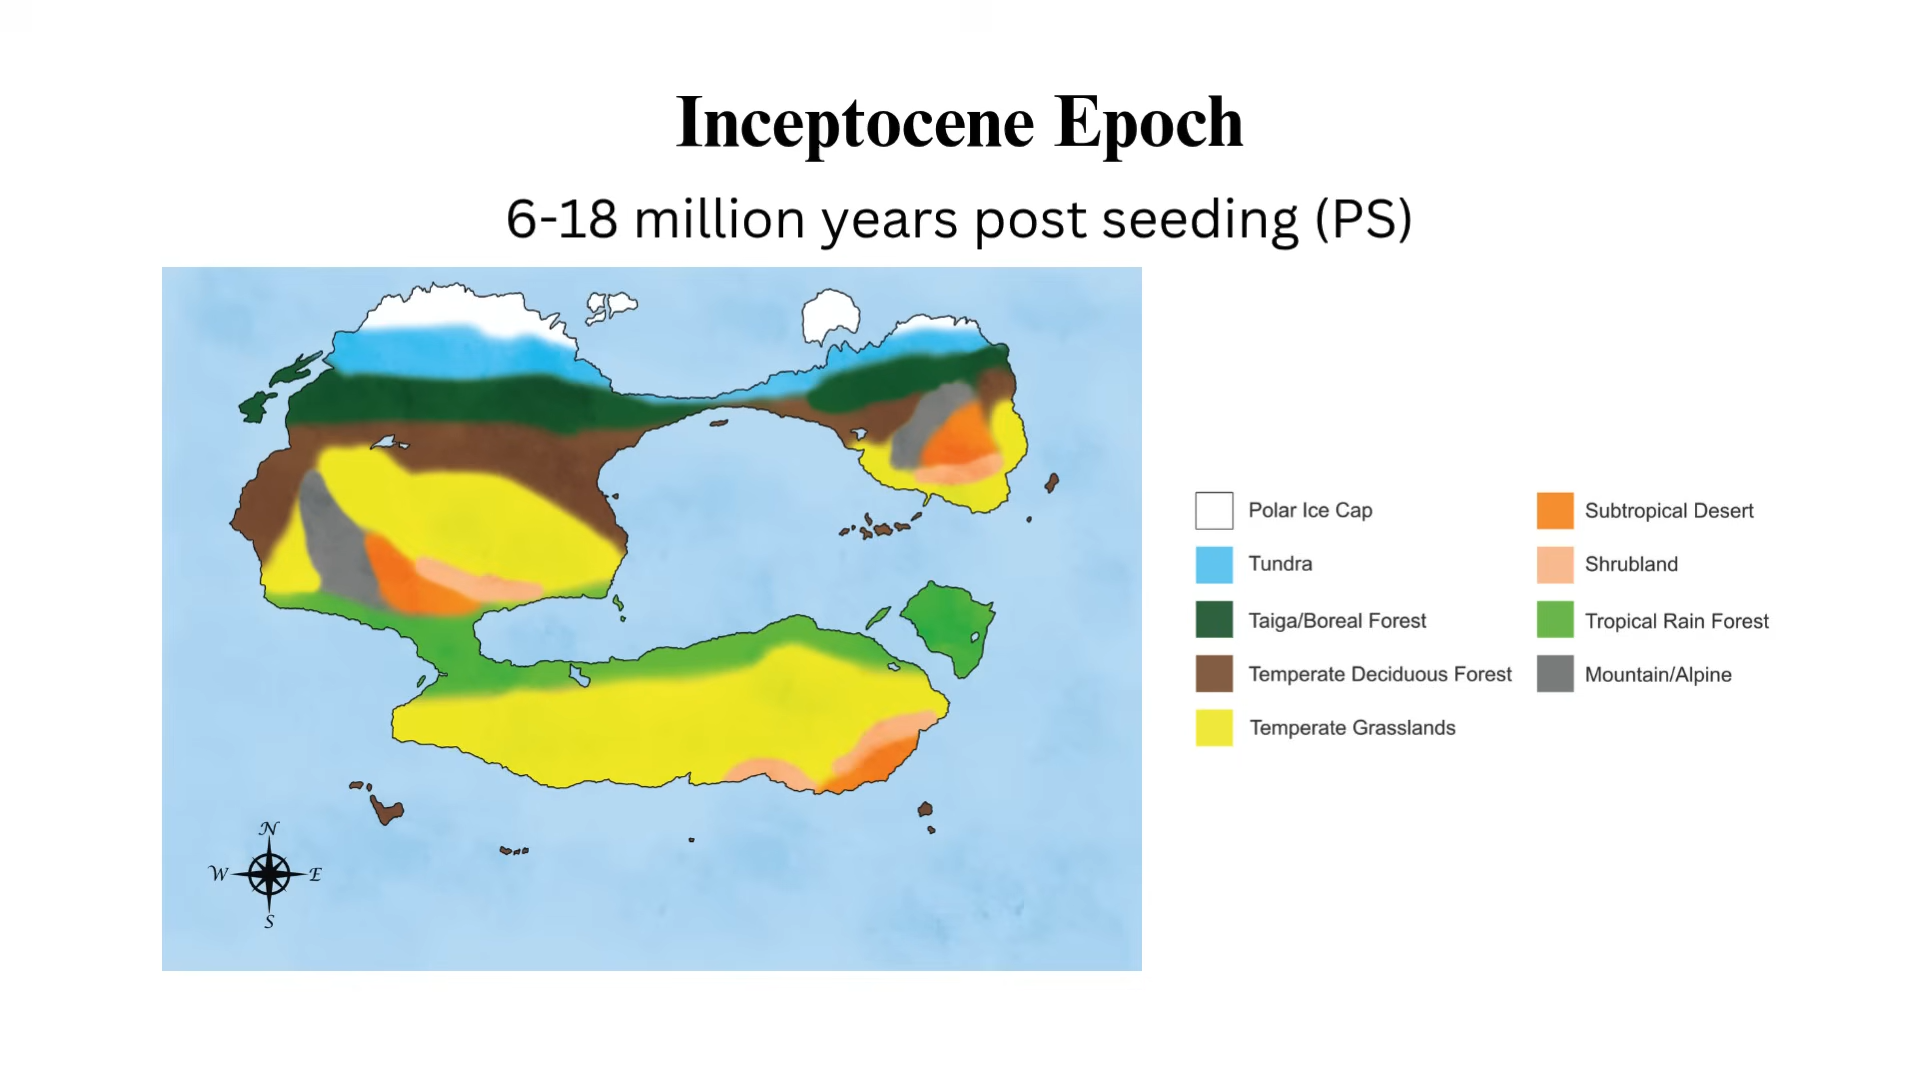 Inceptocene Epoch
6-18 million years post seeding (PS)
Polar Ice Cap
Tundra
Taiga/Boreal Forest
Temperate Deciduous Forest
Temperate Grasslands
Subtropical Desert
Shrubland
Tropical Rain Forest
Mountain/Alpine
N
W E
S